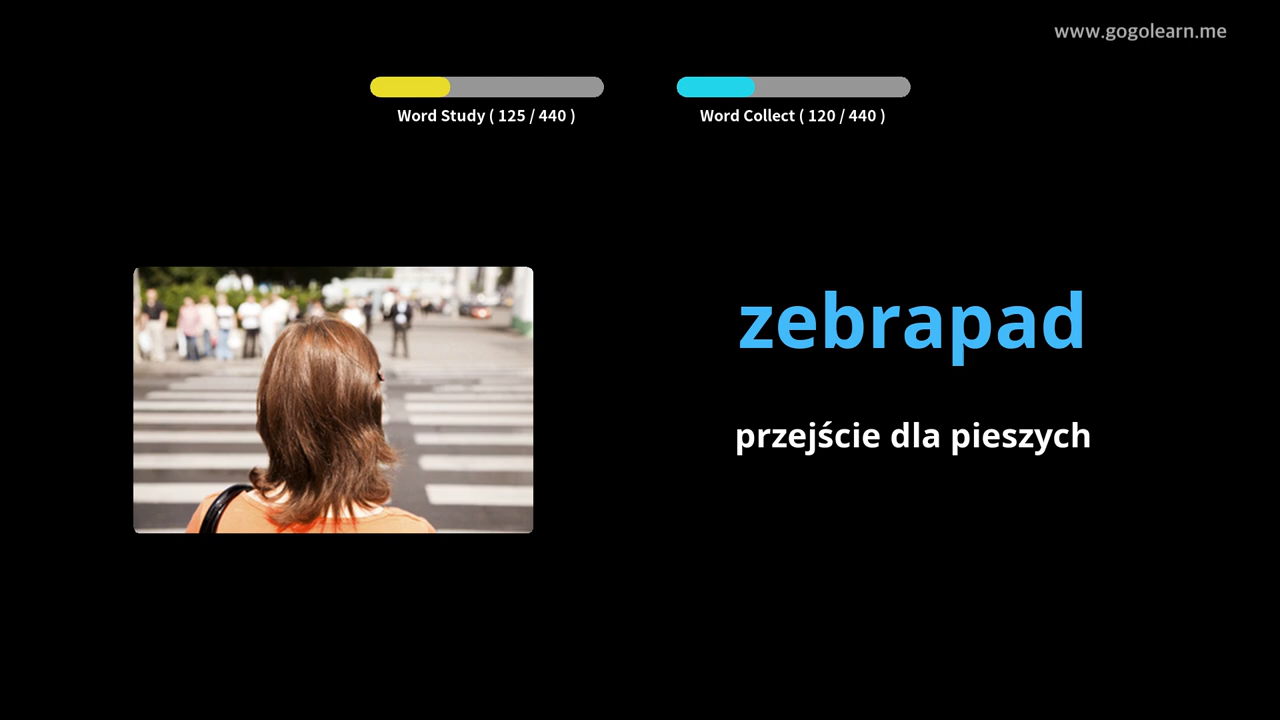 www.gogolearn.me
Word Study ( 125 / 440 )
Word Collect ( 120 / 440 )
zebrapad
przejście dla pieszych